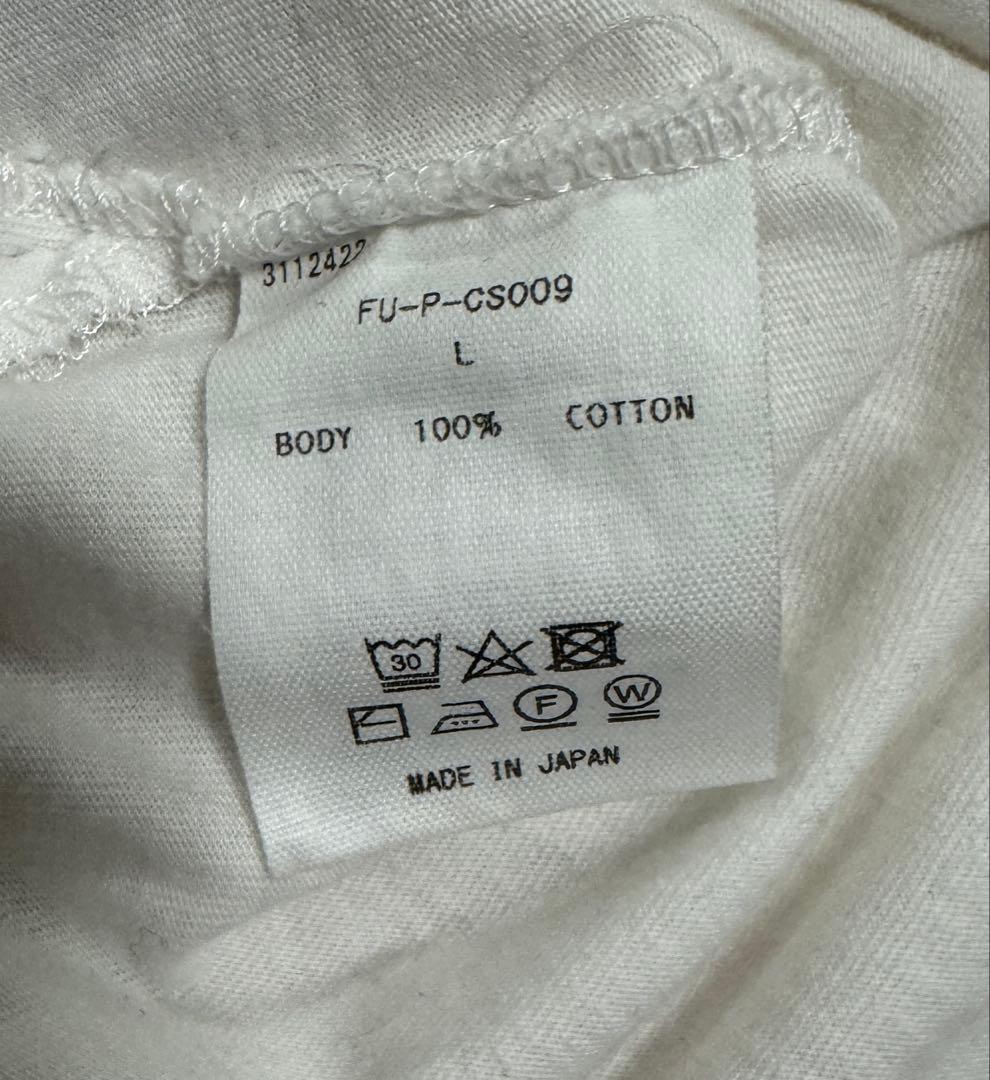 3112422
FU-P-CS009
L
BODY 100% COTTON
30
F W
MADE IN JAPAN